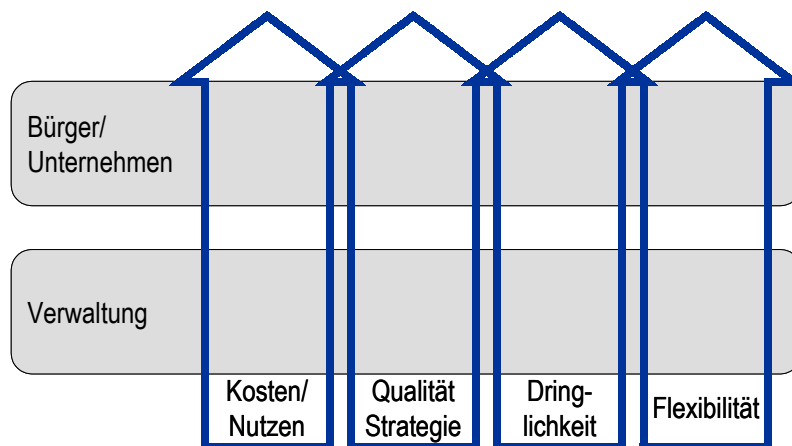 Bürger/
Unternehmen
Verwaltung
Kosten/
Nutzen
Qualität
Strategie
Dring-
lichkeit
Flexibilität